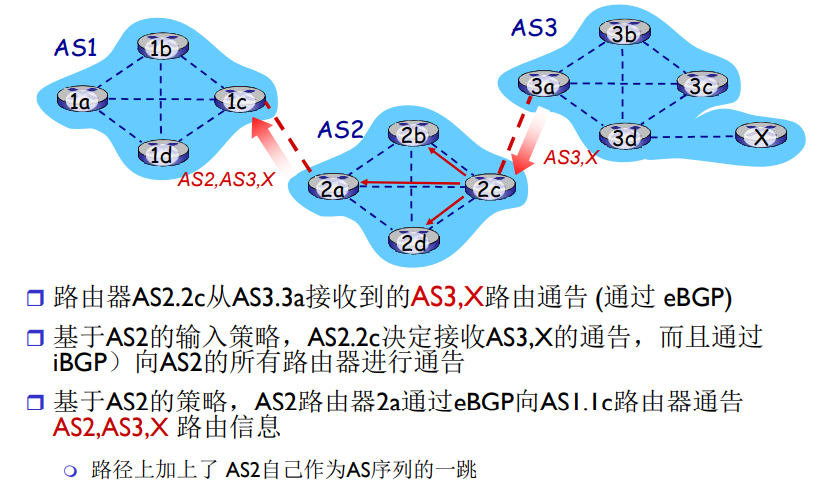 AS1
1b
1a
1c
1d
AS2,AS3,X
AS2
2b
2a
2c
2d
AS3
3b
3a
3c
3d
X
AS3,X
路由器AS2.2c从AS3.3a接收到的AS3,X路由通告 (通过 eBGP)
基于AS2的输入策略，AS2.2c决定接收AS3,X的通告，而且通过
iBGP）向AS2的所有路由器进行通告
基于AS2的策略，AS2路由器2a通过eBGP向AS1.1c路由器通告
AS2,AS3,X 路由信息
路径上加上了 AS2自己作为AS序列的一跳